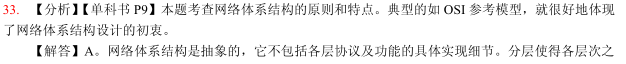 33. 【分析】【单科书 P9】本题考查网络体系结构的原则和特点。典型的如 OSI 参考模型，就很好地体现
了网络体系结构设计的初衷。
【解答】A。网络体系结构是抽象的，它不包括各层协议及功能的具体实现细节。分层使得各层次之